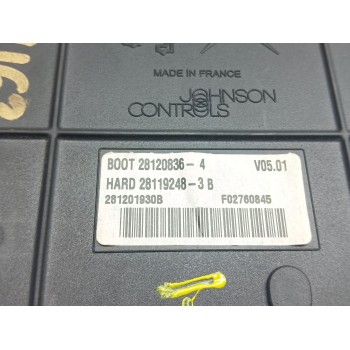 MADE IN FRANCE
JOHNSON
CONTROLS
BOOT 28120836-4 V05.01
HARD 28119248-3 B
281201930B F02760845